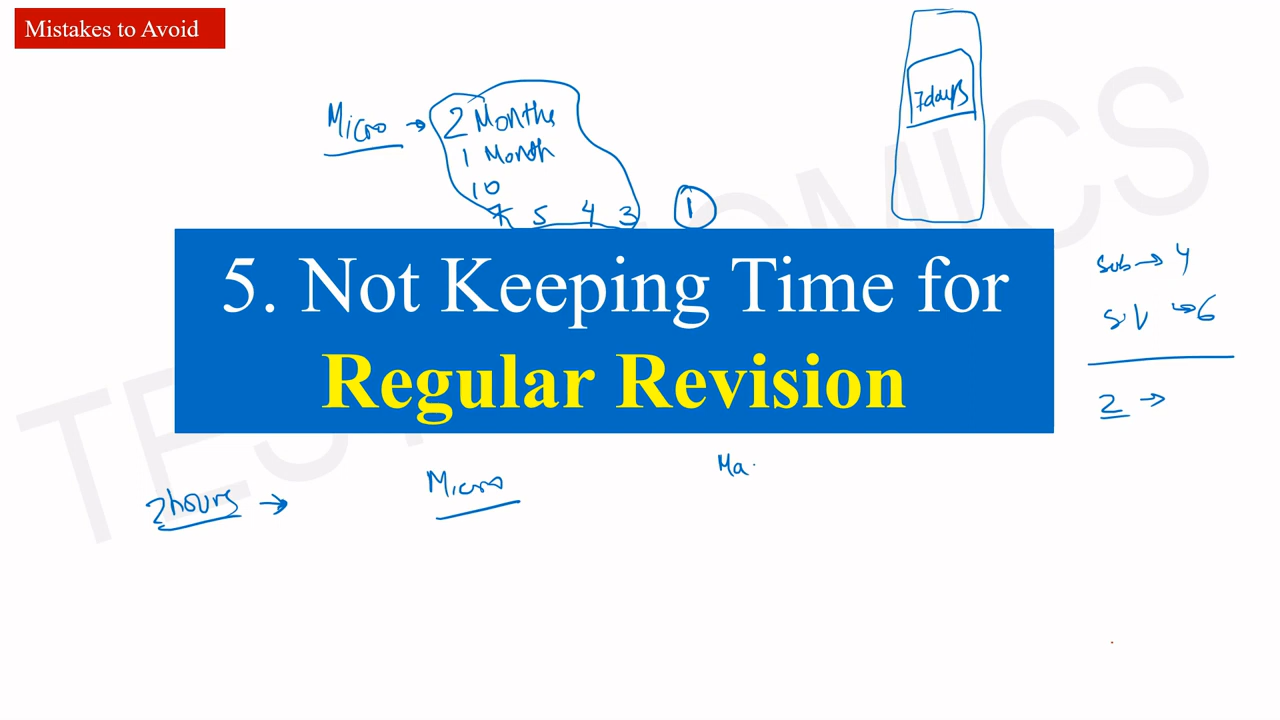 Mistakes to Avoid
7days
Micro → 2 Months
1 Month
10
5 4 3 1
5. Not Keeping Time for
Regular Revision
Sub → 4
→ 6
2 →
2hours → Micro Ma